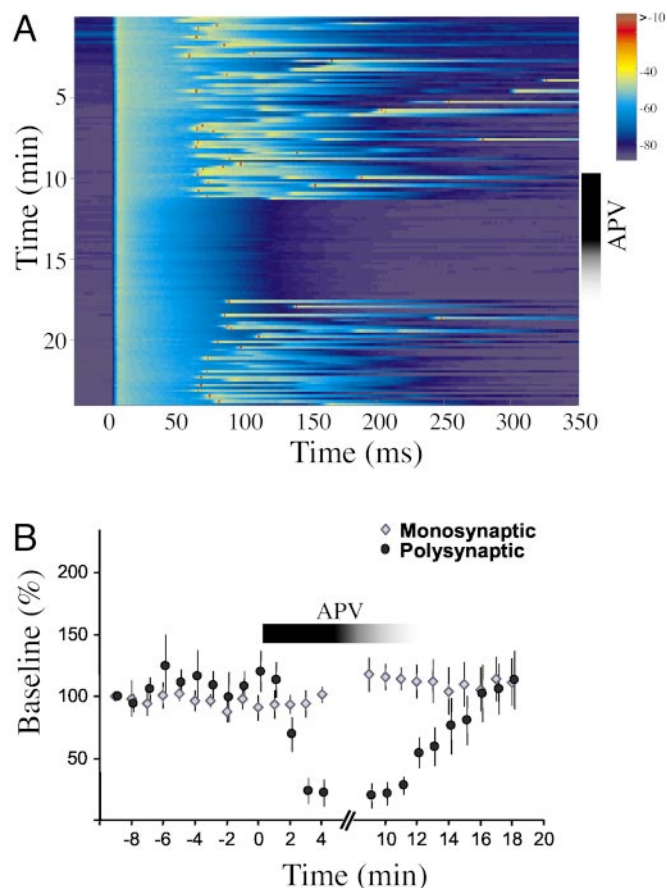 A
> -10
-40
-60
-80
5
10
15
20
Time (min)
APV
0 50 100 150 200 250 300 350
Time (ms)
B
Monosynaptic
Polysynaptic
APV
200
150
100
50
Baseline (%)
-8 -6 -4 -2 0 2 4 10 12 14 16 18 20
Time (min)